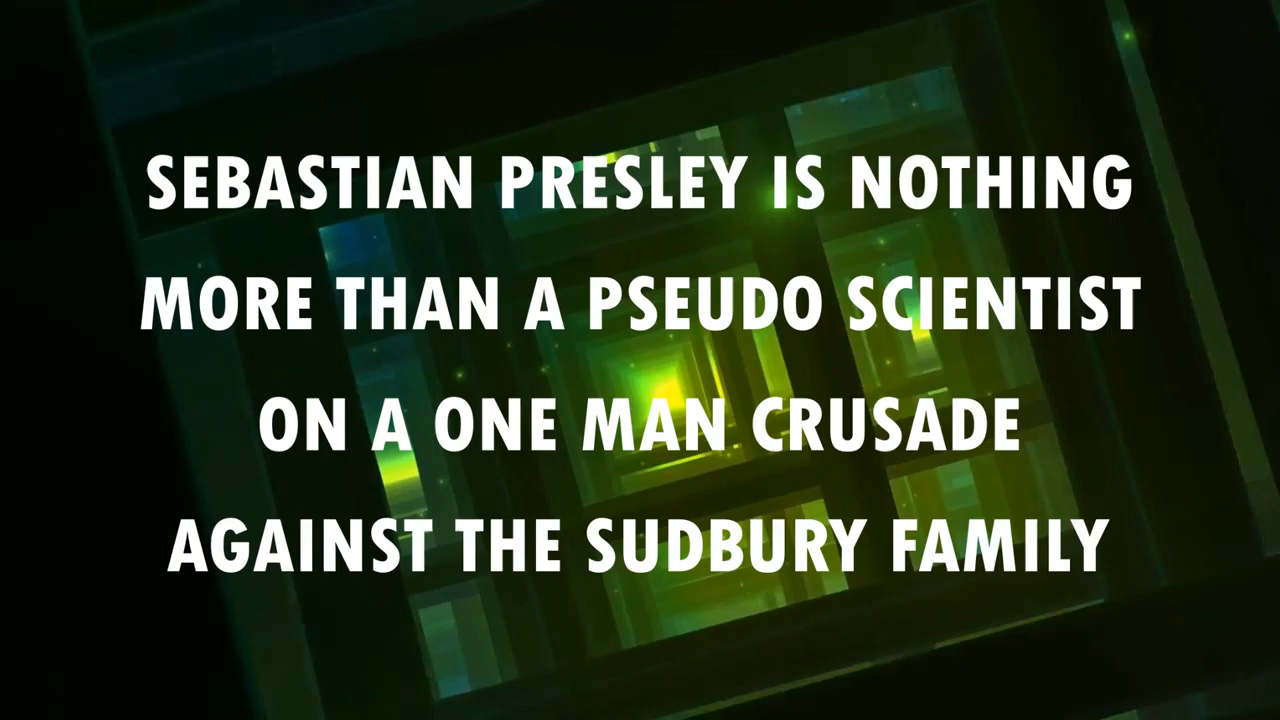 SEBASTIAN PRESLEY IS NOTHING
MORE THAN A PSEUDO SCIENTIST
ON A ONE MAN CRUSADE
AGAINST THE SUDBURY FAMILY